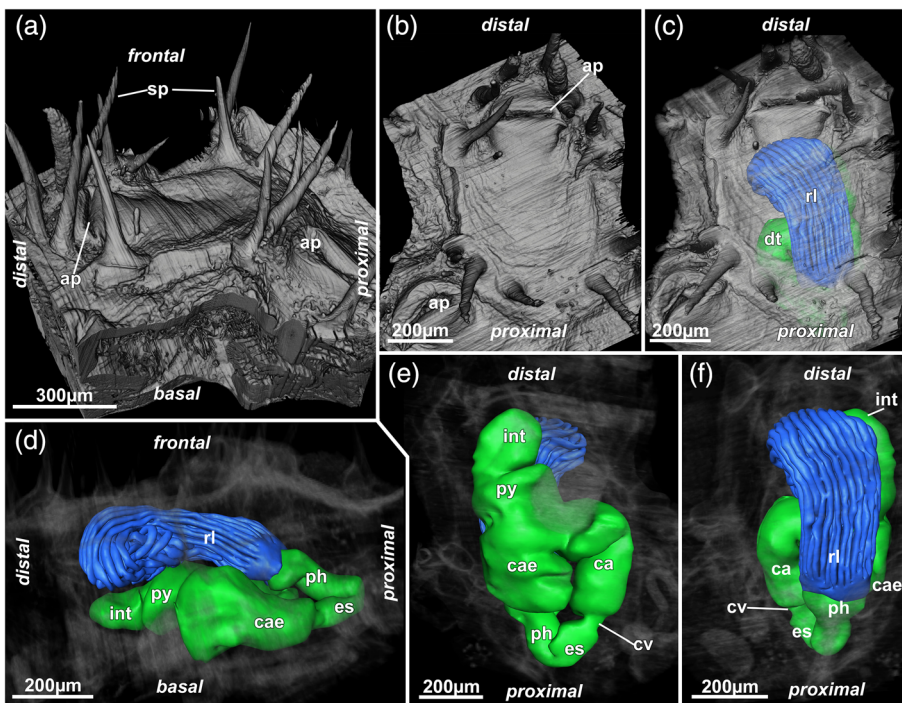 (a)
frontal
sp
ap
ap
distal
proximal
basal
300µm
(b)
distal
ap
ap
200µm
proximal
(c)
distal
rl
dt
200µm
proximal
(d)
frontal
distal
rl
ph
py
int
es
cae
proximal
200µm
basal
(e)
distal
int
py
cae
ca
ph
es
cv
200µm
proximal
(f)
distal
int
rl
ca
cae
cv
ph
es
200µm
proximal